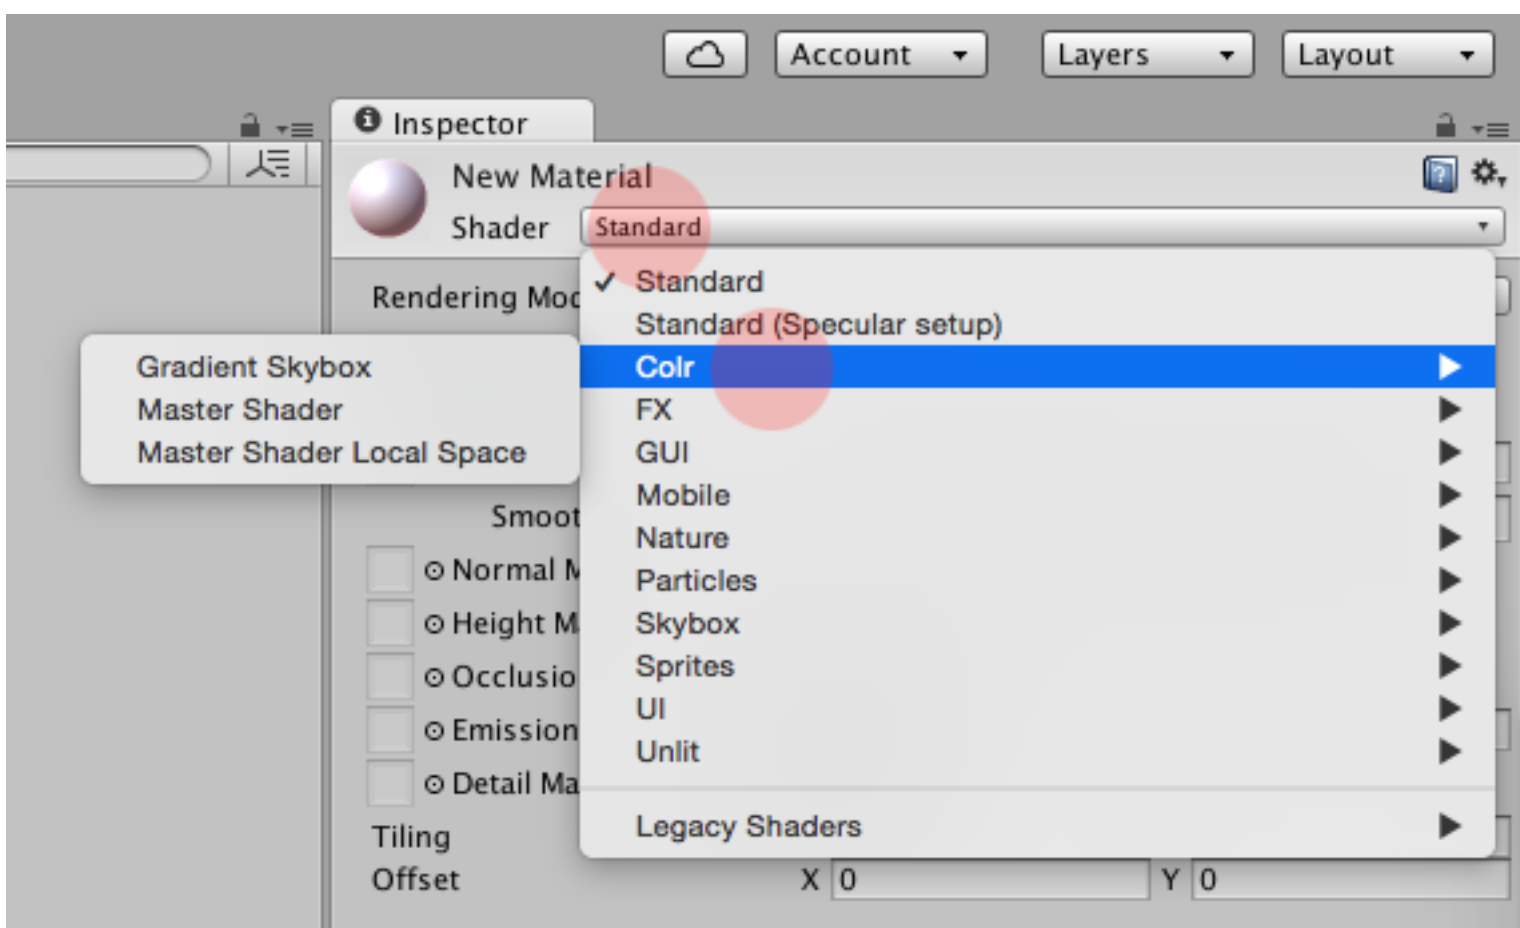 Account
Layers
Layout
Inspector
New Material
Shader
Standard
Rendering Mod
Standard
Standard (Specular setup)
Colr
FX
GUI
Mobile
Nature
Particles
Skybox
Sprites
UI
Unlit
Legacy Shaders
Gradient Skybox
Master Shader
Master Shader Local Space
Smoot
Normal M
Height Ma
Occlusio
Emission
Detail Ma
Tiling
Offset X 0 Y 0